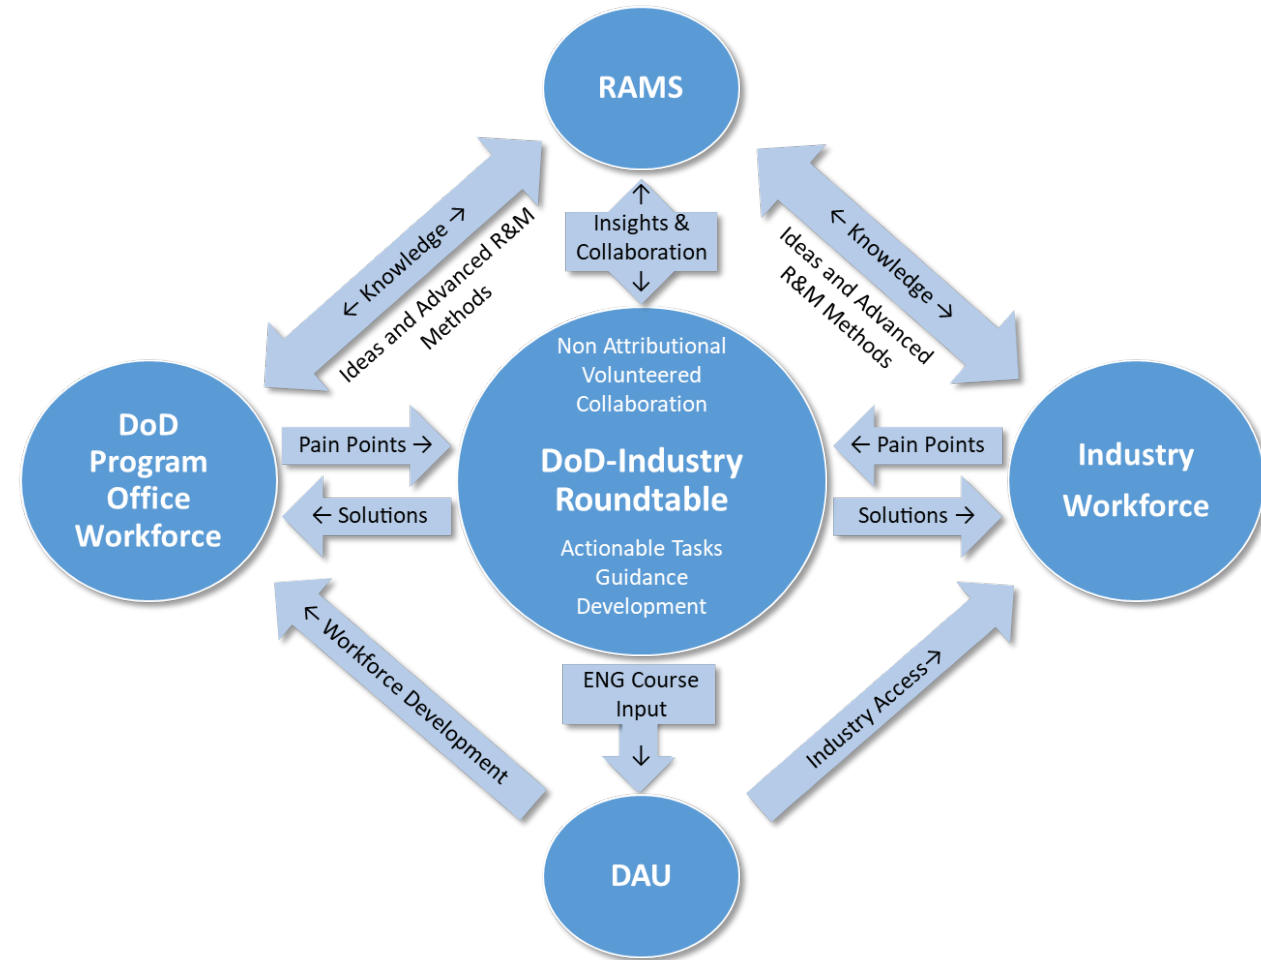 RAMS
← Knowledge →
Ideas and Advanced R&M
Methods
↑
Insights &
Collaboration
↓
← Knowledge →
Ideas and Advanced
R&M Methods
DoD
Program
Office
Workforce
Pain Points →
← Solutions
Non Attributional
Volunteered
Collaboration
DoD-Industry
Roundtable
Actionable Tasks
Guidance
Development
← Pain Points
Solutions →
Industry
Workforce
← Workforce Development
ENG Course
Input
↓
Industry Access→
DAU